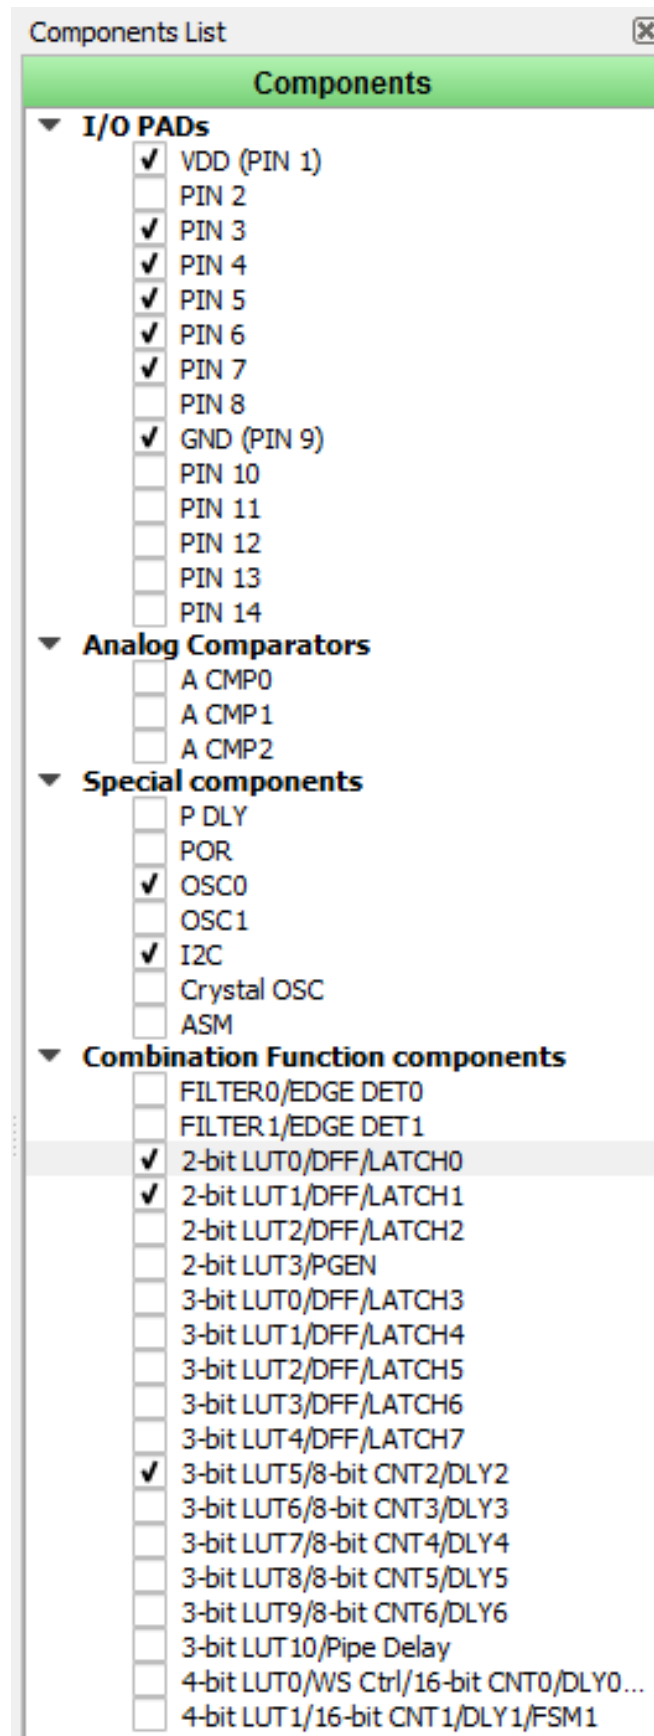 Components List
Components
I/O PADs
VDD (PIN 1)
PIN 2
PIN 3
PIN 4
PIN 5
PIN 6
PIN 7
PIN 8
GND (PIN 9)
PIN 10
PIN 11
PIN 12
PIN 13
PIN 14
Analog Comparators
A CMP0
A CMP1
A CMP2
Special components
P DLY
POR
OSC0
OSC1
I2C
Crystal OSC
ASM
Combination Function components
FILTER0/EDGE DET0
FILTER1/EDGE DET1
2-bit LUT0/DFF/LATCH0
2-bit LUT1/DFF/LATCH1
2-bit LUT2/DFF/LATCH2
2-bit LUT3/PGEN
3-bit LUT0/DFF/LATCH3
3-bit LUT1/DFF/LATCH4
3-bit LUT2/DFF/LATCH5
3-bit LUT3/DFF/LATCH6
3-bit LUT4/DFF/LATCH7
3-bit LUT5/8-bit CNT2/DLY2
3-bit LUT6/8-bit CNT3/DLY3
3-bit LUT7/8-bit CNT4/DLY4
3-bit LUT8/8-bit CNT5/DLY5
3-bit LUT9/8-bit CNT6/DLY6
3-bit LUT10/Pipe Delay
4-bit LUT0/WS Ctrl/16-bit CNT0/DLY0...
4-bit LUT1/16-bit CNT1/DLY1/FSM1